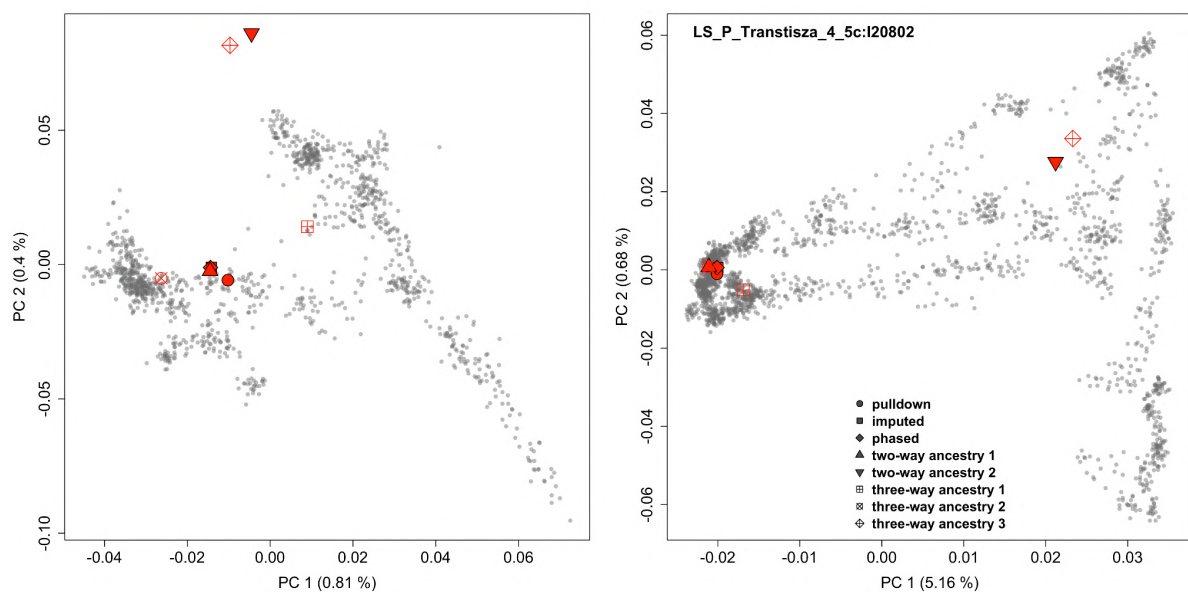 0.05
0.00
-0.05
-0.10
PC 2 (0.4 %)
-0.04
-0.02
0.00
0.02
0.04
0.06
PC 1 (0.81 %)
LS_P_Transtisza_4_5c:I20802
0.06
0.04
0.02
0.00
-0.02
-0.04
-0.06
PC 2 (0.68 %)
pulldown
imputed
phased
two-way ancestry 1
two-way ancestry 2
three-way ancestry 1
three-way ancestry 2
three-way ancestry 3
-0.02
-0.01
0.00
0.01
0.02
0.03
PC 1 (5.16 %)